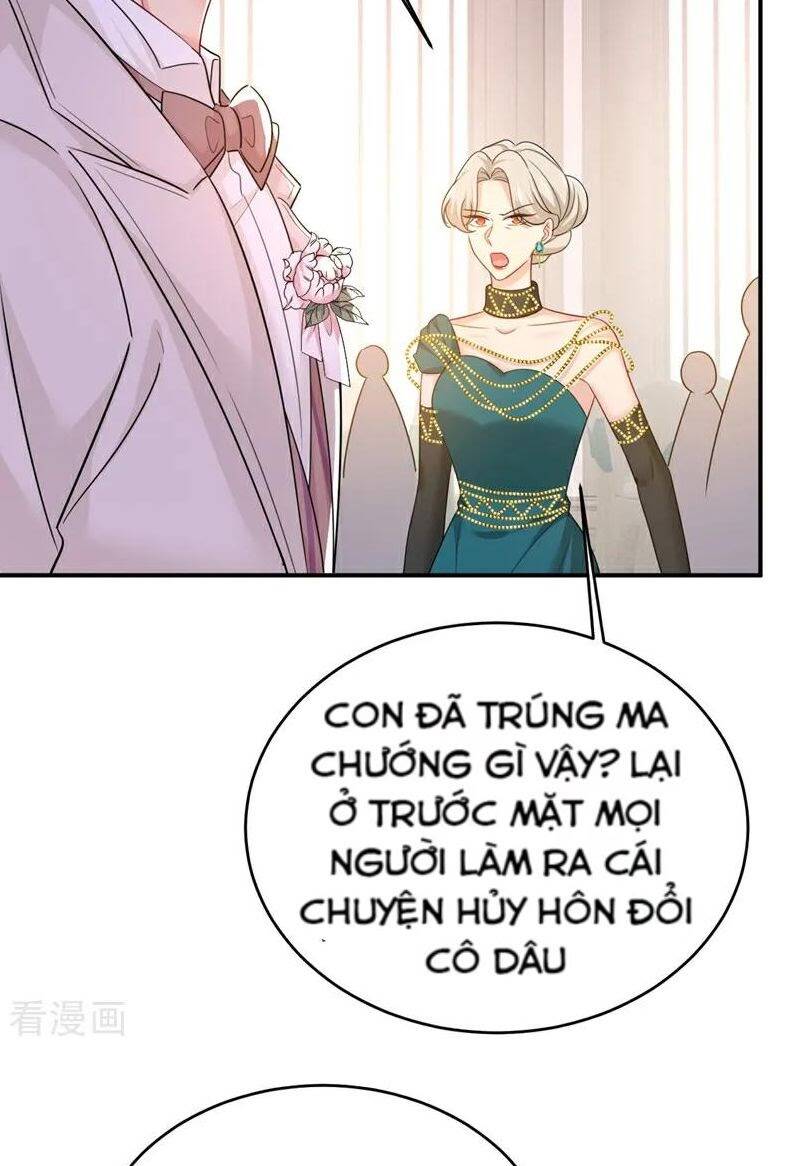 CON ĐÃ TRÚNG MA
CHƯỚNG GÌ VẬY? LẠI
Ở TRƯỚC MẶT MỌI
NGƯỜI LÀM RA CÁI
CHUYỆN HỦY HÔN ĐỔI
CÔ DÂU
看漫画